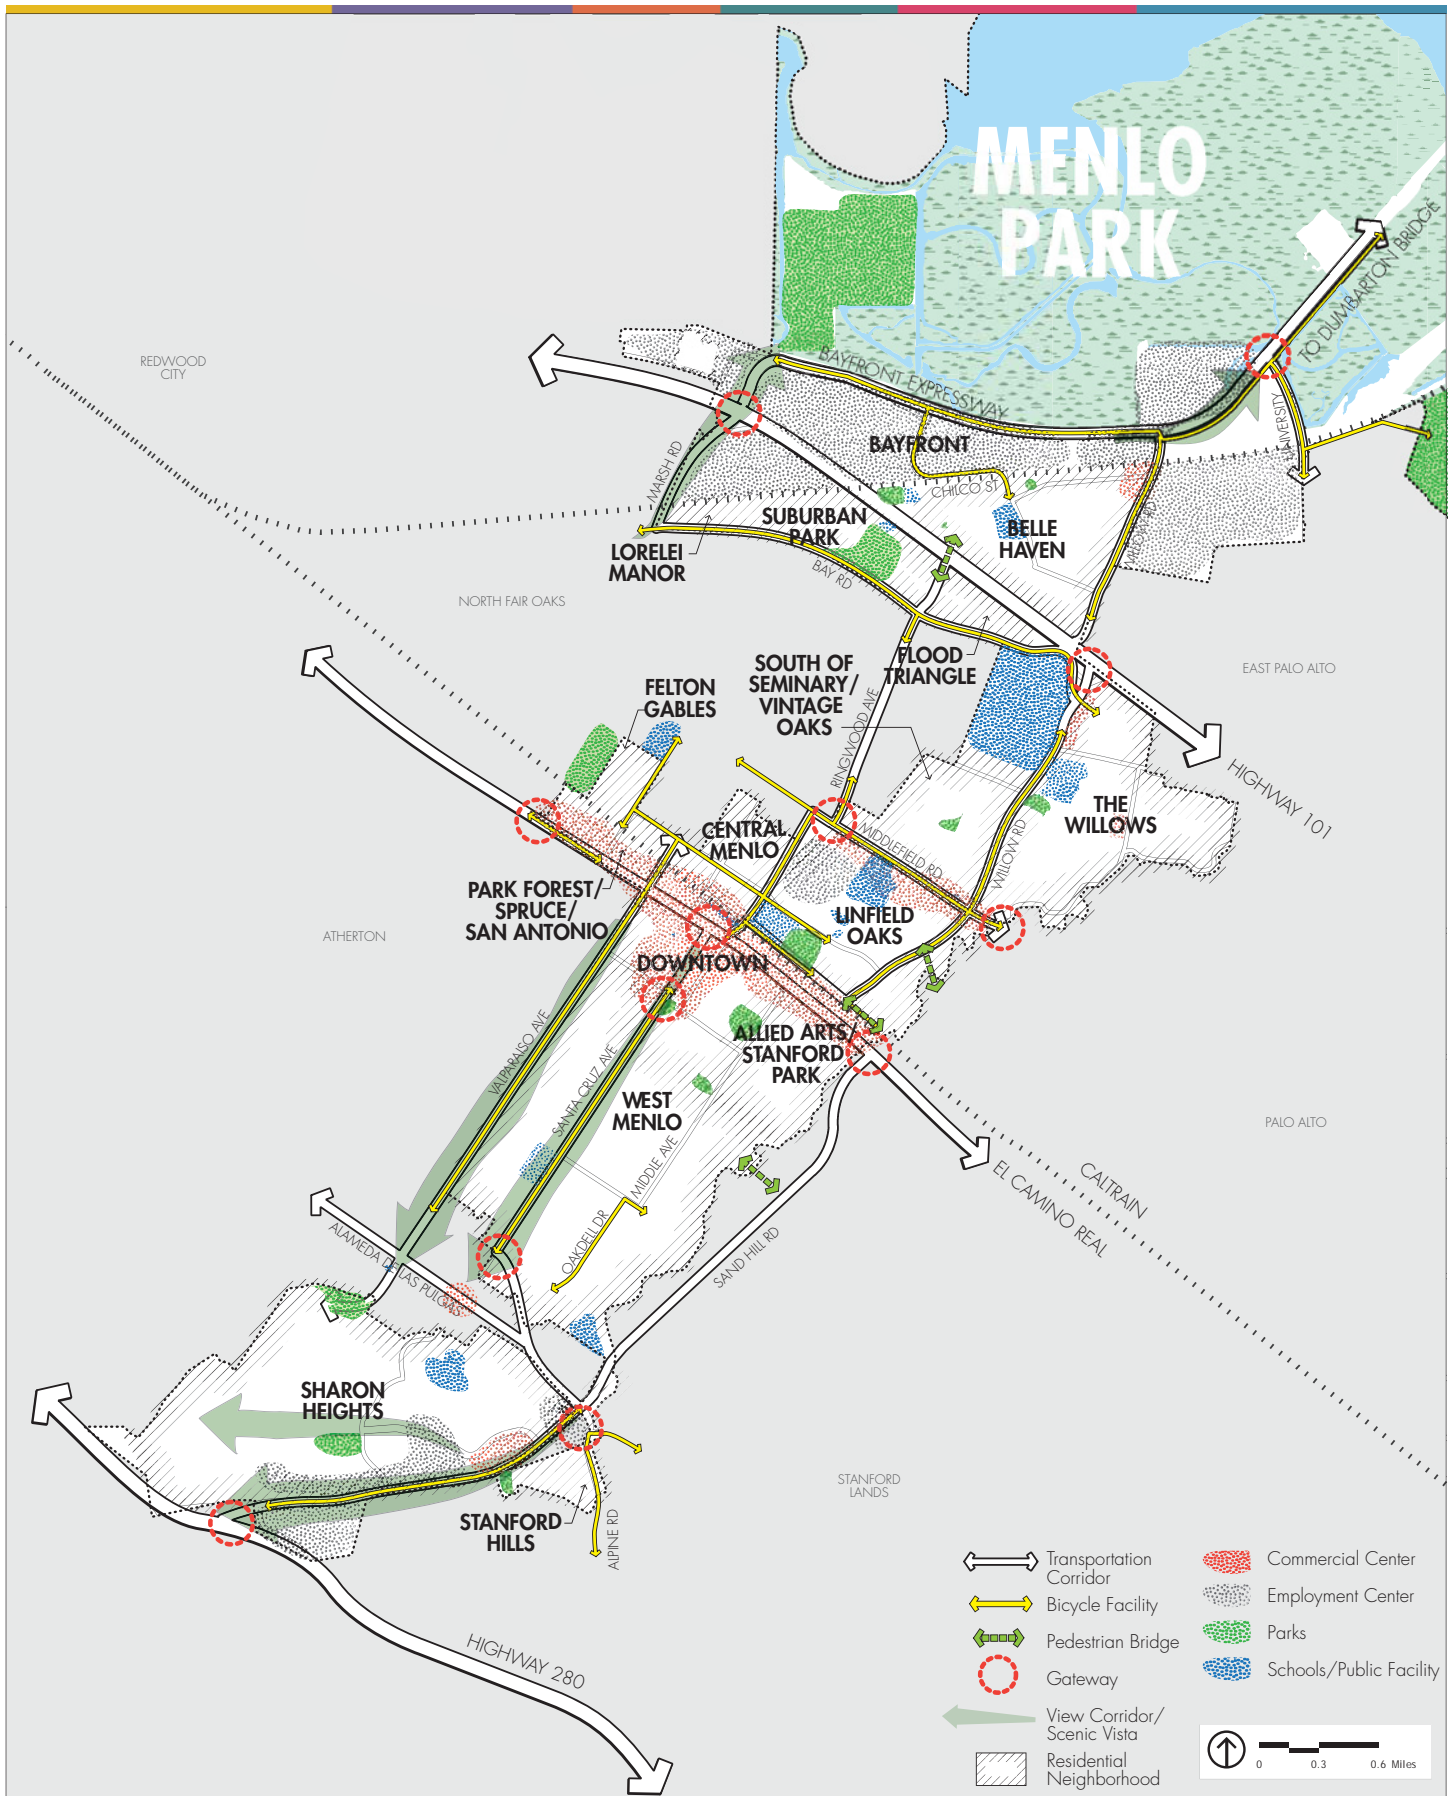 MENLO
PARK
TO DUMBARTON BRIDGE
REDWOOD
CITY
BAYFRONT EXPRESSWAY
UNIVERSITY
BAYFRONT
MARSH RD
CHILCO ST
SUBURBAN
PARK
BELLE
HAVEN
WILLOW RD
LORELEI
MANOR
BAY RD
NORTH FAIR OAKS
FLOOD
TRIANGLE
EAST PALO ALTO
SOUTH OF
SEMINARY/
VINTAGE
OAKS
FELTON
GABLES
RINGWOOD AVE
HIGHWAY 101
THE
WILLOWS
CENTRAL
MENLO
MIDDLEFIELD RD
WILLOW RD
PARK FOREST/
SPRUCE/
SAN ANTONIO
LINFIELD
OAKS
ATHERTON
DOWNTOWN
ALLIED ARTS/
STANFORD
PARK
VALPARAISO AVE
SANTA CRUZ AVE
WEST
MENLO
PALO ALTO
MIDDLE AVE
CALTRAIN
EL CAMINO REAL
OAKDELL DR
SAND HILL RD
ALAMEDA DE LAS PULGAS
SHARON
HEIGHTS
STANFORD
LANDS
STANFORD
HILLS
ALPINE RD
HIGHWAY 280
Transportation
Corridor
Bicycle Facility
Pedestrian Bridge
Gateway
View Corridor/
Scenic Vista
Residential
Neighborhood
Commercial Center
Employment Center
Parks
Schools/Public Facility
0 0.3 0.6 Miles